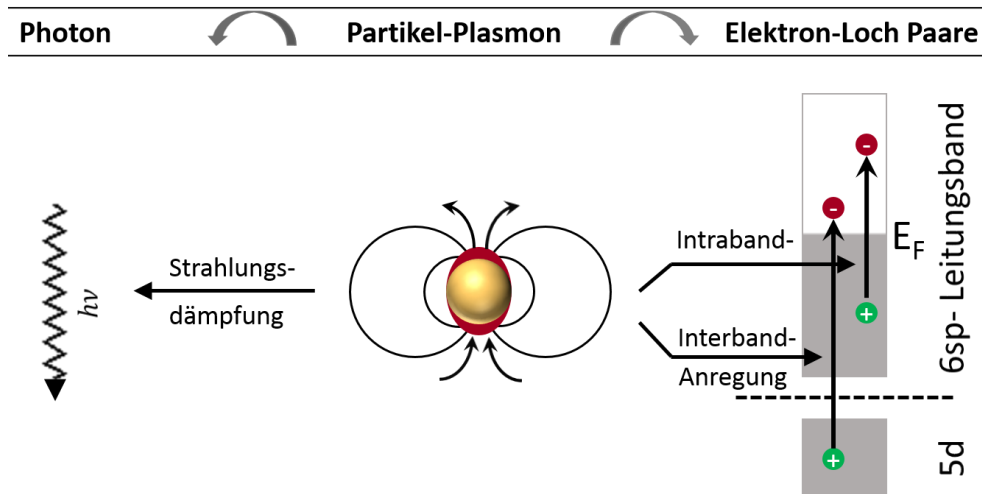 Photon
Partikel-Plasmon
Elektron-Loch Paare
hν
Strahlungs-
dämpfung
Intraband-
Interband-
Anregung
-
-
+
+
E_F
6sp- Leitungsband
5d